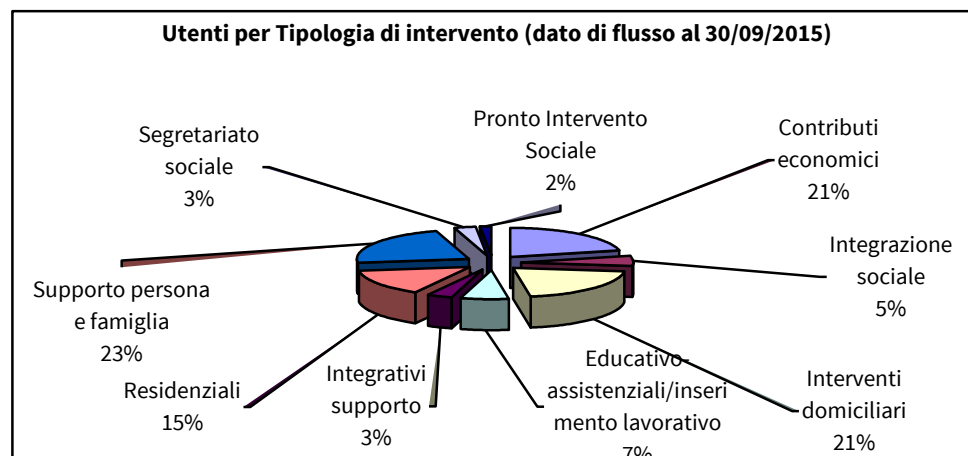 Utenti per Tipologia di intervento (dato di flusso al 30/09/2015)
Segretariato
sociale
3%
Pronto Intervento
Sociale
2%
Contributi
economici
21%
Integrazione
sociale
5%
Supporto persona
e famiglia
23%
Residenziali
15%
Integrativi
supporto
3%
Educativo-
assistenziali/inseri
mento lavorativo
7%
Interventi
domiciliari
21%